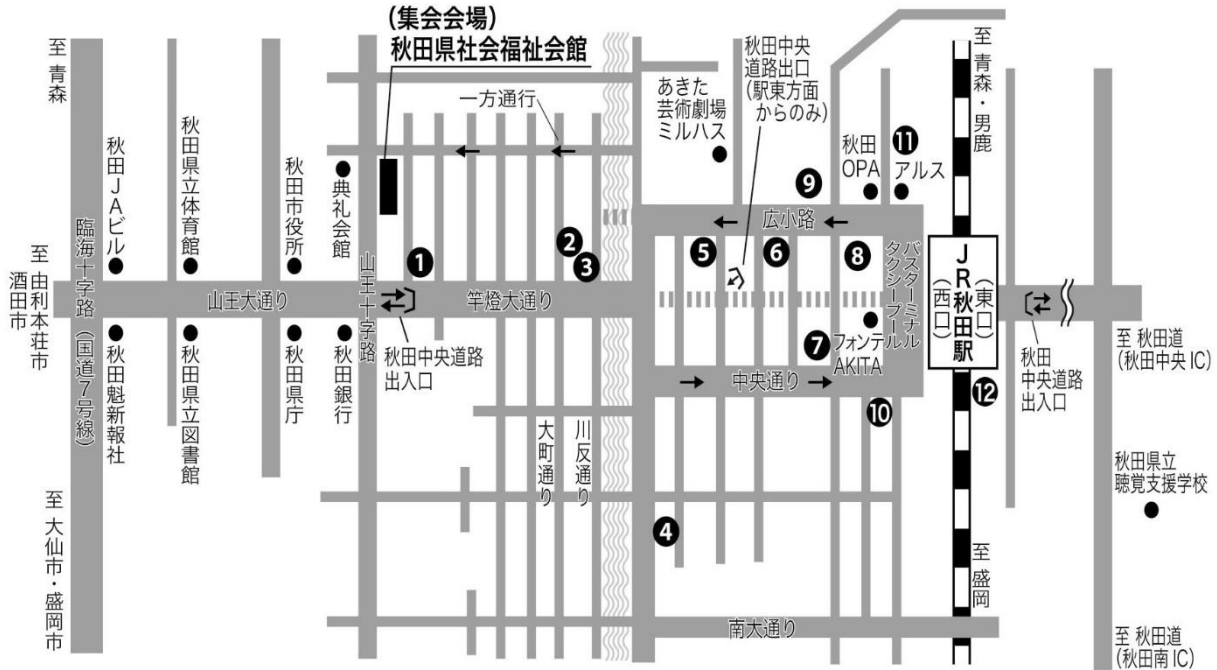 (集会会場)
秋田県社会福祉会館
至 青森
一方通行
秋田中央
道路出口
(駅東方面
からのみ)
あきた
芸術劇場
ミルハス
秋田
OPA
⓫
アルス
至 青森・男鹿
秋田JAビル
秋田県立体育館
秋田市役所
典礼会館
❾
広小路
臨海十字路(国道7号線)
至 由利本荘市
酒田市
山王大通り
山王十字路
❶
❷
❸
竿燈大通り
❺
❻
❽
バスターミナル
タクシープール
JR秋田駅
(西口)
(東口)
秋田魁新報社
秋田県立図書館
秋田県庁
秋田銀行
秋田中央道路
出入口
❼
フォンテ
AKITA
中央通り
❿
⓬
秋田
中央道路
出入口
至 秋田道
(秋田中央IC)
大町通り
川反通り
❹
秋田県立
聴覚支援学校
至 大仙市・盛岡市
至 盛岡
南大通り
至 秋田道
(秋田南IC)